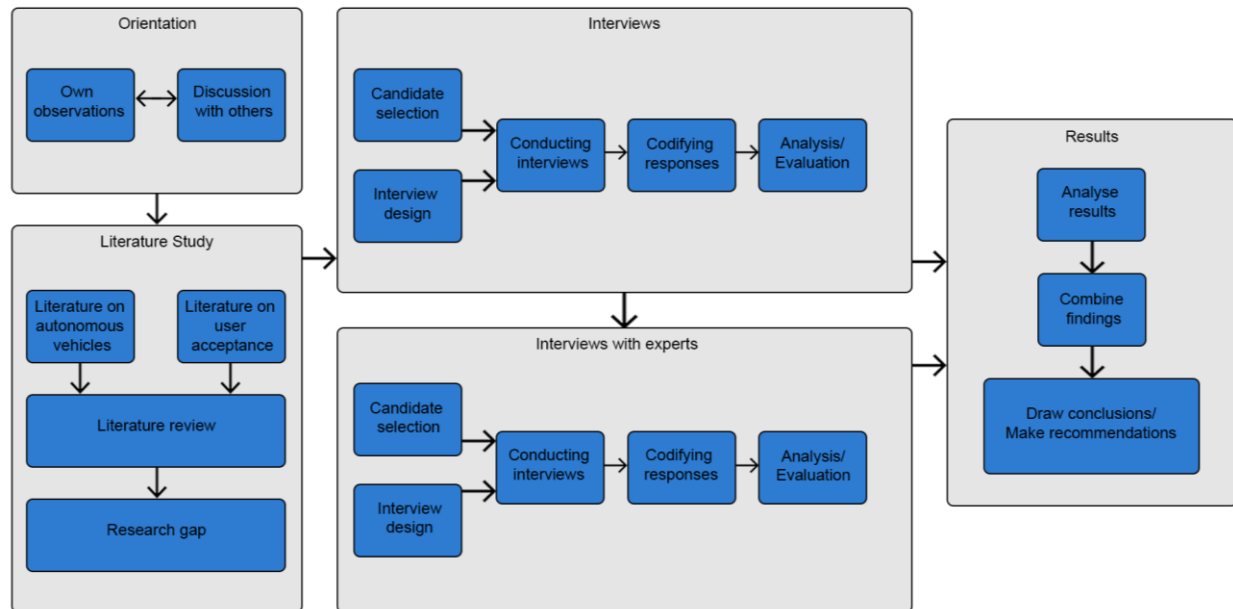 Orientation
Own
observations
Discussion
with others
Literature Study
Literature on
autonomous
vehicles
Literature on
user
acceptance
Literature review
Research gap
Interviews
Candidate
selection
Interview
design
Conducting
interviews
Codifying
responses
Analysis/
Evaluation
Interviews with experts
Candidate
selection
Interview
design
Conducting
interviews
Codifying
responses
Analysis/
Evaluation
Results
Analyse
results
Combine
findings
Draw conclusions/
Make recommendations